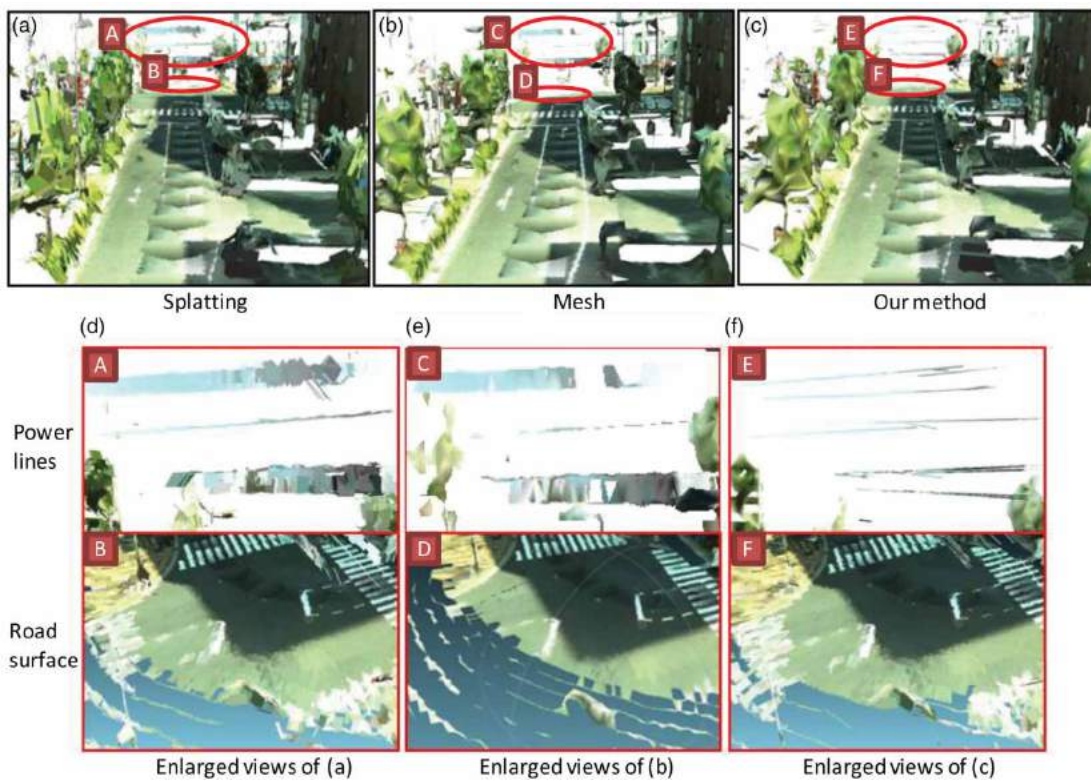 (a)
A
B
(b)
C
D
(c)
E
F
Splatting
Mesh
Our method
(d)
(e)
(f)
A
C
E
Power
lines
B
D
F
Road
surface
Enlarged views of (a)
Enlarged views of (b)
Enlarged views of (c)